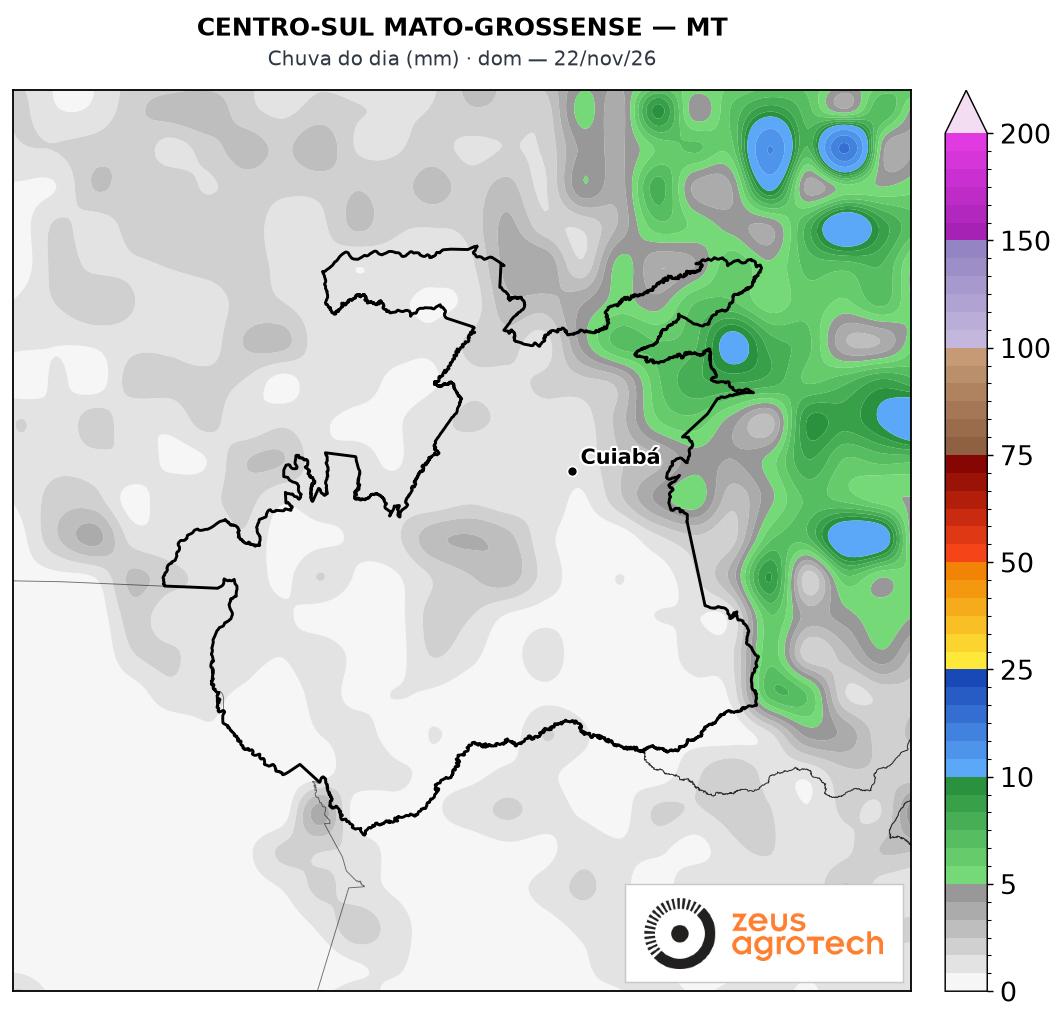 CENTRO-SUL MATO-GROSSENSE — MT
Chuva do dia (mm) · dom — 22/nov/26
200
150
100
75
50
25
10
5
0
Cuiabá
zeus
agrotech